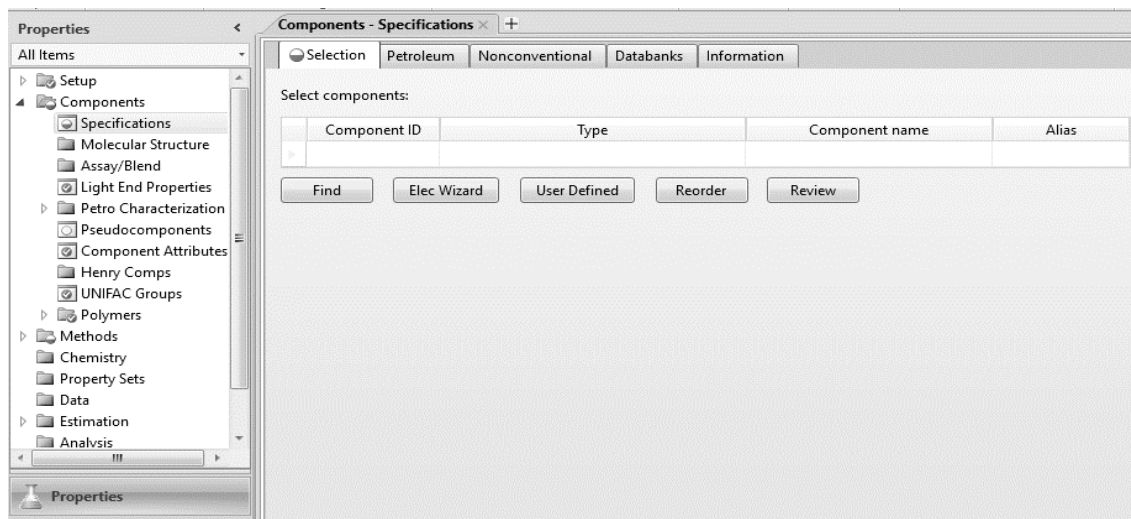 Properties
All Items
Setup
Components
Specifications
Molecular Structure
Assay/Blend
Light End Properties
Petro Characterization
Pseudocomponents
Component Attributes
Henry Comps
UNIFAC Groups
Polymers
Methods
Chemistry
Property Sets
Data
Estimation
Analysis
Properties
Components - Specifications
Selection Petroleum Nonconventional Databanks Information
Select components:
Component ID Type Component name Alias
Find Elec Wizard User Defined Reorder Review